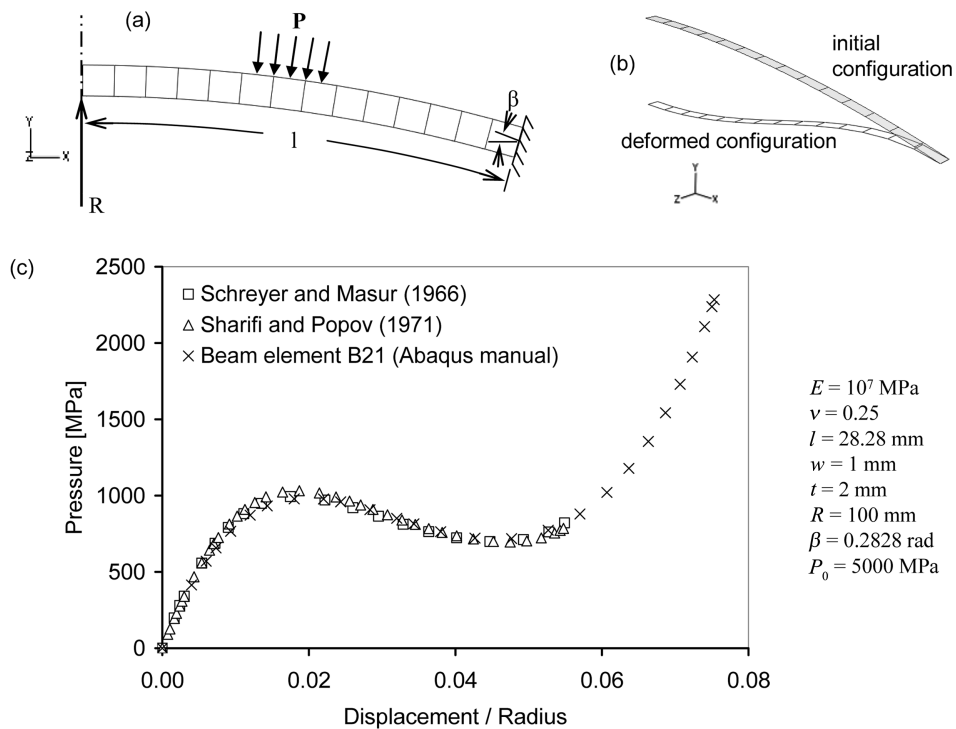 (a)
P
β
l
Y
Z X
R
(b)
initial
configuration
deformed configuration
Y
Z X
(c)
Pressure [MPa]
2500
2000
1500
1000
500
0
Schreyer and Masur (1966)
Sharifi and Popov (1971)
Beam element B21 (Abaqus manual)
0.00 0.02 0.04 0.06 0.08
Displacement / Radius
E = 10⁷ MPa
ν = 0.25
l = 28.28 mm
w = 1 mm
t = 2 mm
R = 100 mm
β = 0.2828 rad
P₀ = 5000 MPa